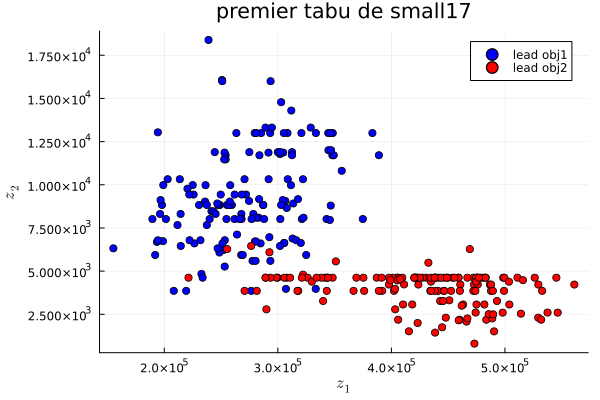 premier tabu de small17
lead obj1
lead obj2
1.750×10⁴
1.500×10⁴
1.250×10⁴
1.000×10⁴
7.500×10³
5.000×10³
2.500×10³
z₂
2.0×10⁵ 3.0×10⁵ 4.0×10⁵ 5.0×10⁵
z₁